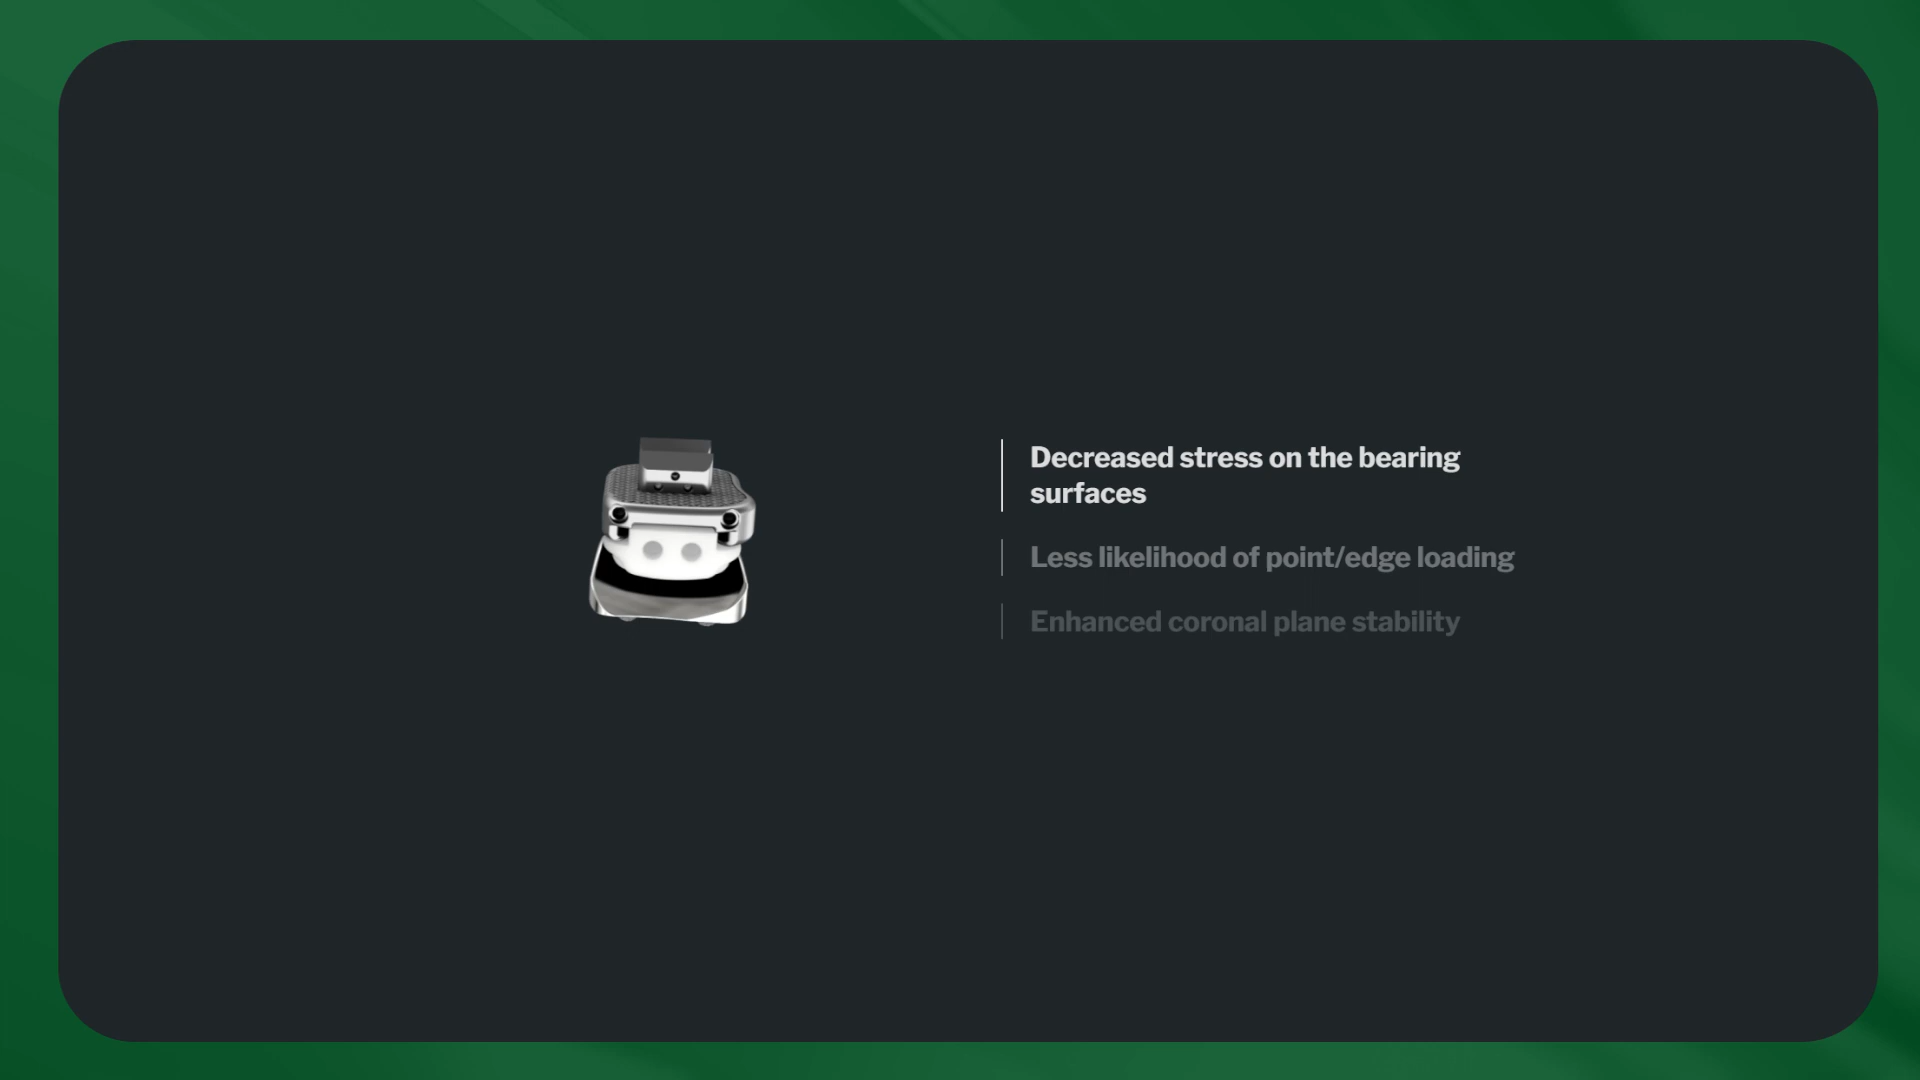 Decreased stress on the bearing
surfaces
Less likelihood of point/edge loading
Enhanced coronal plane stability